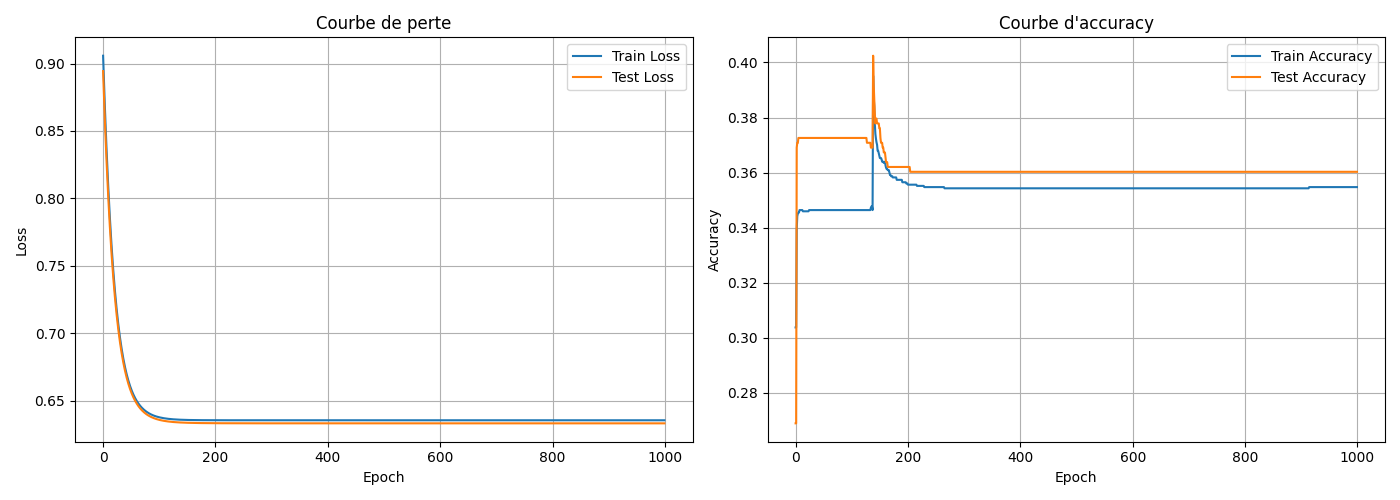 Courbe de perte
Train Loss
Test Loss
0.90
0.85
0.80
0.75
0.70
0.65
Loss
0
200
400
600
800
1000
Epoch
Courbe d'accuracy
Train Accuracy
Test Accuracy
0.40
0.38
0.36
0.34
0.32
0.30
0.28
Accuracy
0
200
400
600
800
1000
Epoch